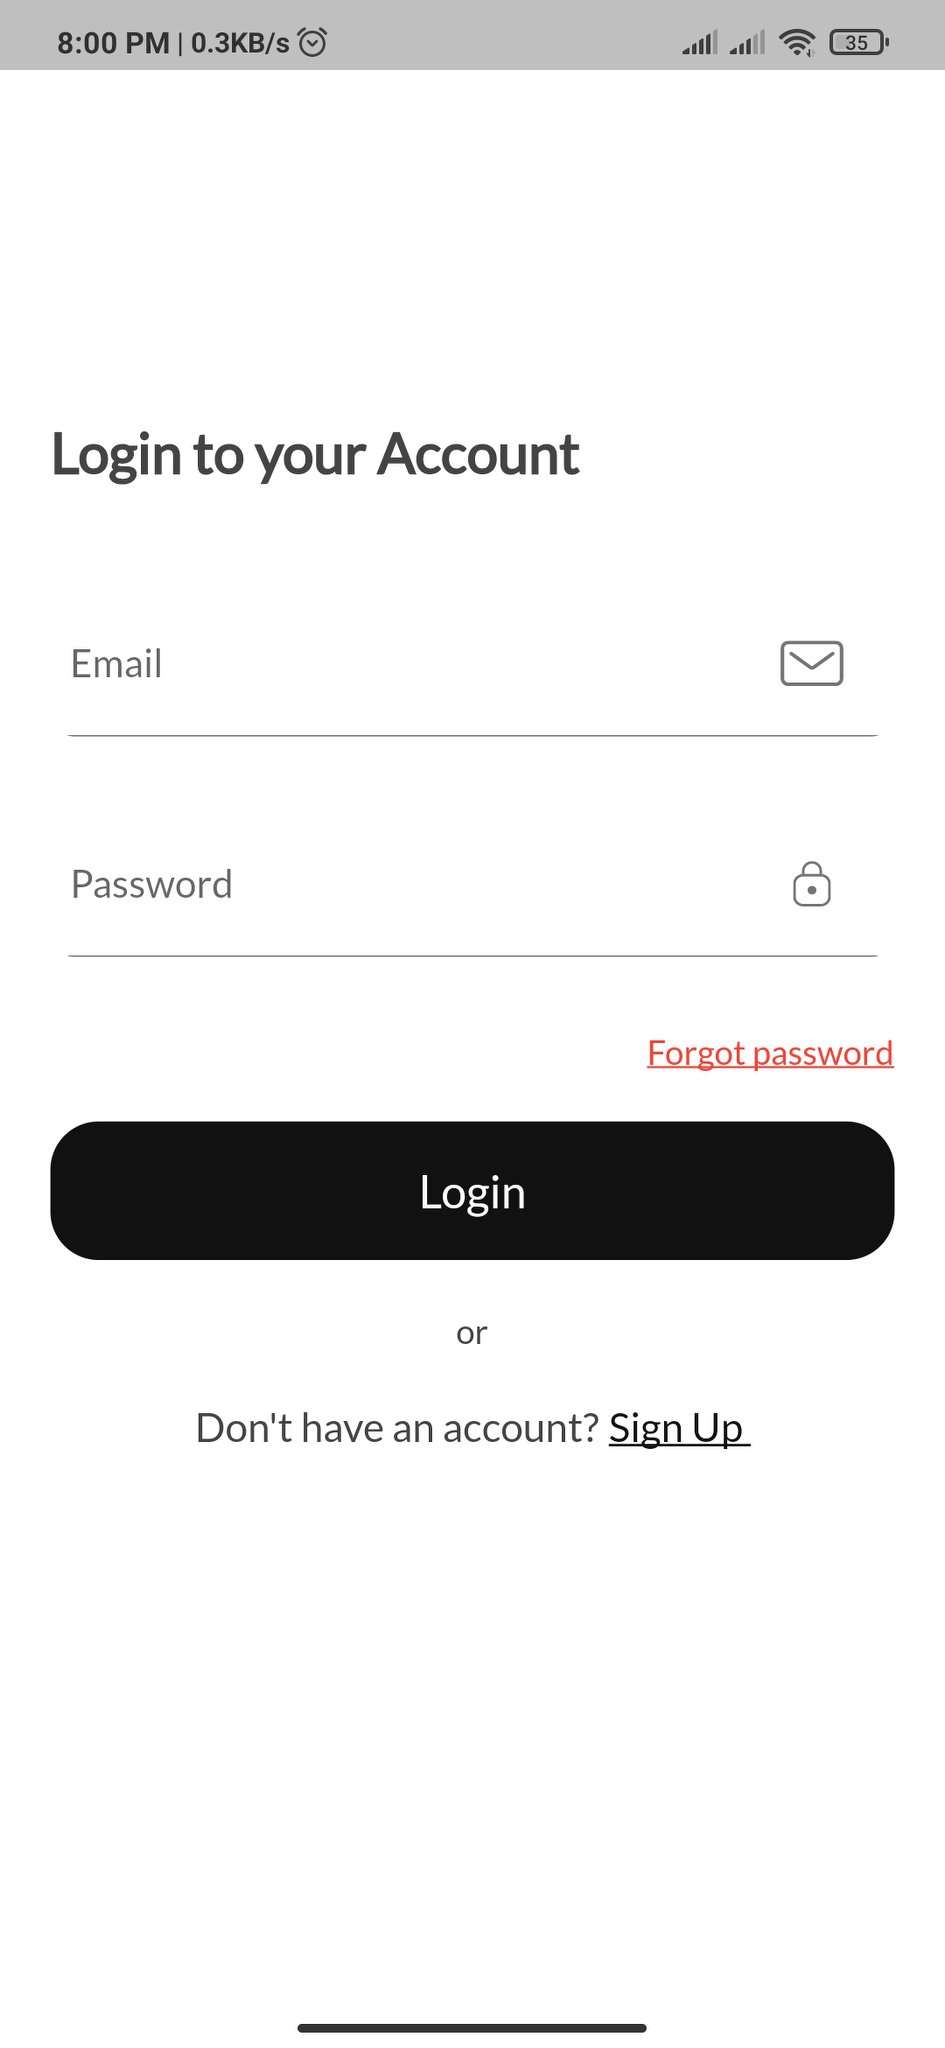 8:00 PM | 0.3KB/s
35
Login to your Account
Email
Password
Forgot password
Login
or
Don't have an account? Sign Up